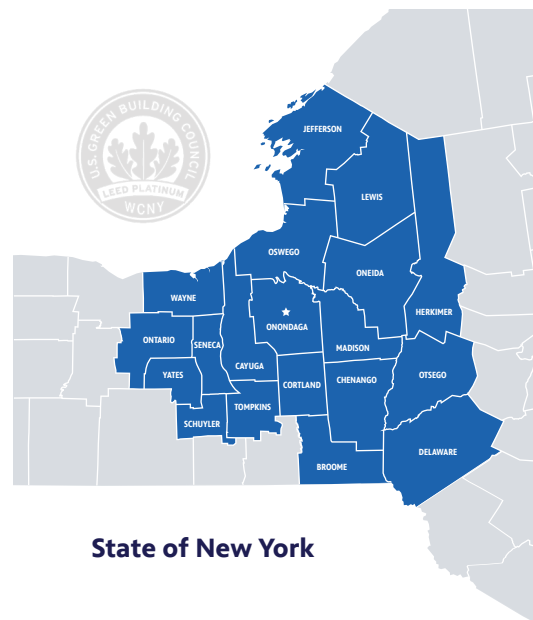 U.S. GREEN BUILDING COUNCIL
LEED PLATINUM
WCNY
JEFFERSON
LEWIS
OSWEGO
ONEIDA
WAYNE
HERKIMER
ONONDAGA
ONTARIO
SENECA
MADISON
CAYUGA
YATES
CORTLAND
CHENANGO
OTSEGO
TOMPKINS
SCHUYLER
BROOME
DELAWARE
State of New York